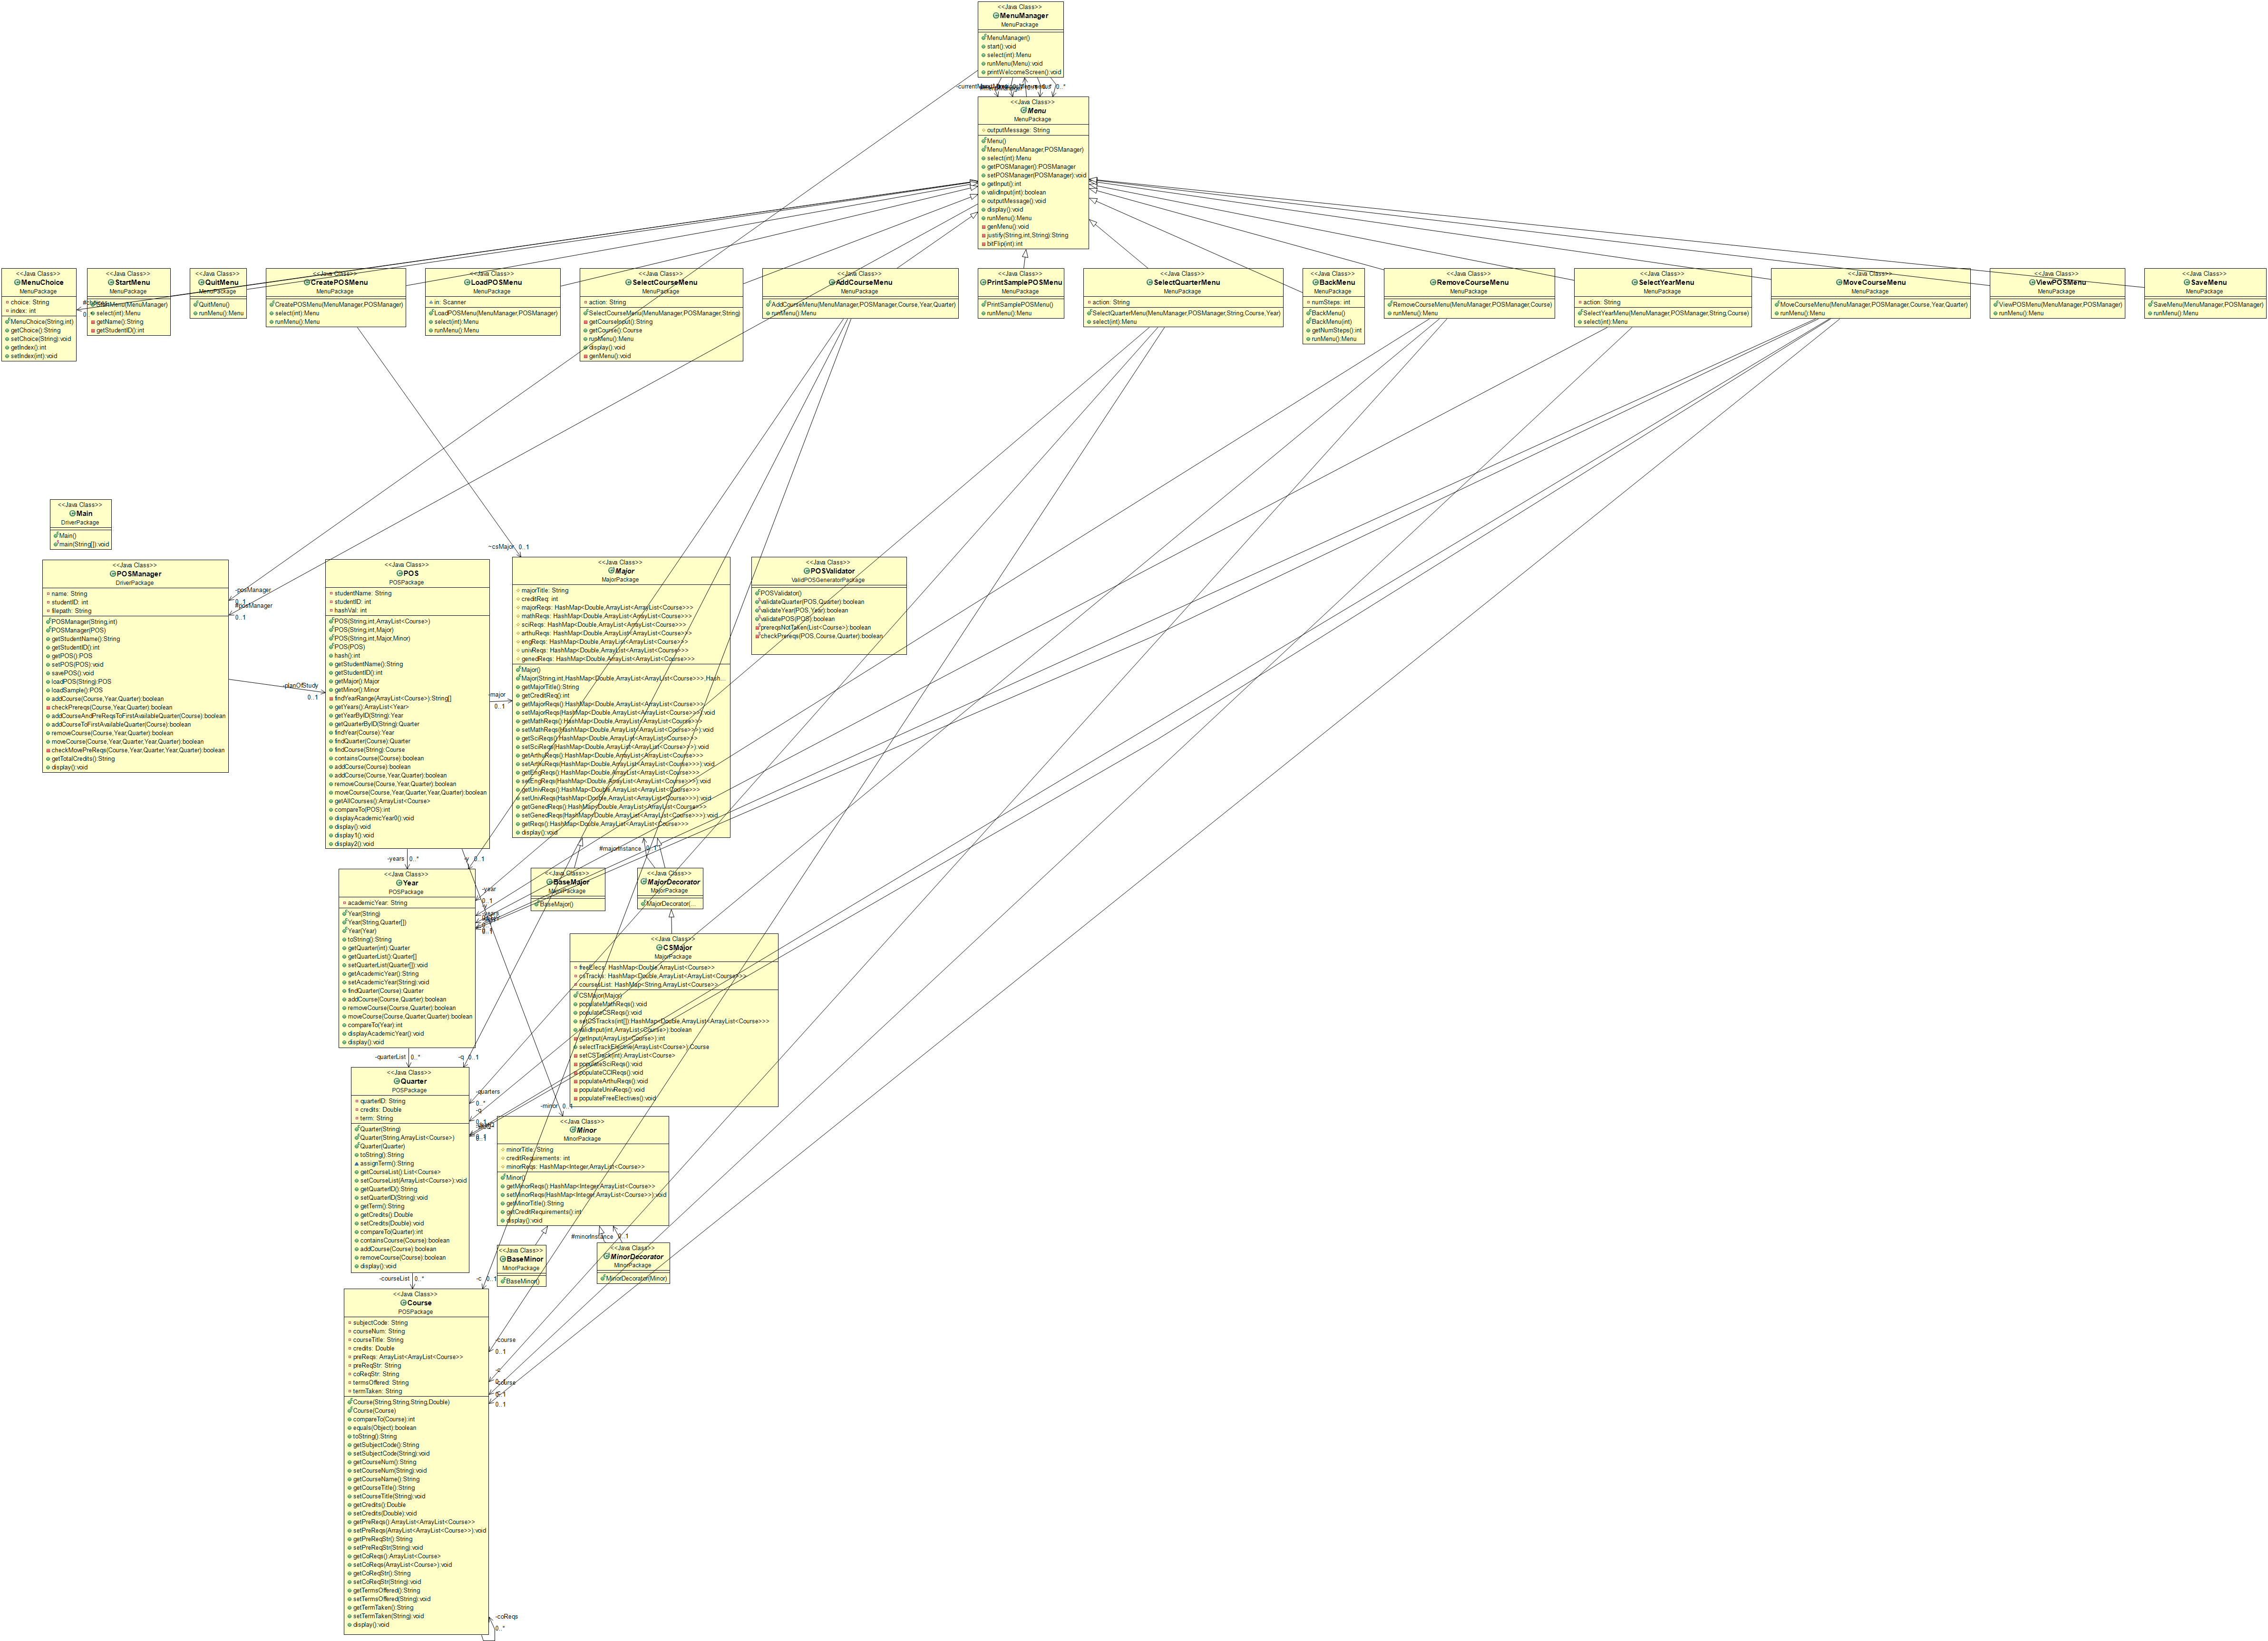 <<Java Class>>
MenuManager
MenuPackage
MenuManager()
start():void
select(int):Menu
runMenu(Menu):void
printWelcomeScreen():void
0..*
<<Java Class>>
Menu
MenuPackage
outputMessage: String
Menu()
Menu(MenuManager,POSManager)
select(int):Menu
getPOSManager():POSManager
setPOSManager(POSManager):void
getInput():int
validInput(int):boolean
outputMessage():void
display():void
runMenu():Menu
genMenu():void
justify(String,int,String):String
bitFlip(int):int
<<Java Class>>
MenuChoice
MenuPackage
choice: String
index: int
MenuChoice(String,int)
getChoice():String
setChoice(String):void
getIndex():int
setIndex(int):void
<<Java Class>>
StartMenu
MenuPackage
StartMenu(MenuManager)
select(int):Menu
getName():String
getStudentID():int
<<Java Class>>
QuitMenu
MenuPackage
QuitMenu()
runMenu():Menu
<<Java Class>>
CreatePOSMenu
MenuPackage
CreatePOSMenu(MenuManager,POSManager)
select(int):Menu
runMenu():Menu
<<Java Class>>
LoadPOSMenu
MenuPackage
in: Scanner
LoadPOSMenu(MenuManager,POSManager)
select(int):Menu
runMenu():Menu
<<Java Class>>
SelectCourseMenu
MenuPackage
action: String
SelectCourseMenu(MenuManager,POSManager,String)
getCourseInput():String
getCourse():Course
runMenu():Menu
display():void
genMenu():void
<<Java Class>>
AddCourseMenu
MenuPackage
AddCourseMenu(MenuManager,POSManager,Course,Year,Quarter)
runMenu():Menu
<<Java Class>>
PrintSamplePOSMenu
MenuPackage
PrintSamplePOSMenu()
runMenu():Menu
<<Java Class>>
SelectQuarterMenu
MenuPackage
action: String
SelectQuarterMenu(MenuManager,POSManager,String,Course,Year)
select(int):Menu
<<Java Class>>
BackMenu
MenuPackage
numSteps: int
BackMenu()
BackMenu(int)
getNumSteps():int
runMenu():Menu
<<Java Class>>
RemoveCourseMenu
MenuPackage
RemoveCourseMenu(MenuManager,POSManager,Course)
runMenu():Menu
<<Java Class>>
SelectYearMenu
MenuPackage
action: String
SelectYearMenu(MenuManager,POSManager,String,Course)
select(int):Menu
<<Java Class>>
MoveCourseMenu
MenuPackage
MoveCourseMenu(MenuManager,POSManager,Course,Year,Quarter)
runMenu():Menu
<<Java Class>>
ViewPOSMenu
MenuPackage
ViewPOSMenu(MenuManager,POSManager)
runMenu():Menu
<<Java Class>>
SaveMenu
MenuPackage
SaveMenu(MenuManager,POSManager)
runMenu():Menu
<<Java Class>>
Main
DriverPackage
Main()
main(String[]):void
<<Java Class>>
POSManager
DriverPackage
name: String
studentID: int
filepath: String
POSManager(String,int)
POSManager(POS)
getStudentName():String
getStudentID():int
getPOS():POS
setPOS(POS):void
savePOS():void
loadPOS(String):POS
loadSample():POS
addCourse(Course,Year,Quarter):boolean
checkPrereqs(Course,Year,Quarter):boolean
addCourseAndPreReqsToFirstAvailableQuarter(Course):boolean
addCourseToFirstAvailableQuarter(Course):boolean
removeCourse(Course,Year,Quarter):boolean
moveCourse(Course,Year,Quarter,Year,Quarter):boolean
checkMovePreReqs(Course,Year,Quarter,Year,Quarter):boolean
getTotalCredits():String
display():void
-posManager
0..1
#posManager
0..1
-planOfStudy
0..1
<<Java Class>>
POS
POSPackage
studentName: String
studentID: int
hashVal: int
POS(String,int,ArrayList<Course>)
POS(String,int,Major)
POS(String,int,Major,Minor)
POS(POS)
hash():int
getStudentName():String
getStudentID():int
getMajor():Major
getMinor():Minor
findYearRange(ArrayList<Course>):String[]
getYears():ArrayList<Year>
getYearByID(String):Year
getQuarterByID(String):Quarter
findYear(Course):Year
findQuarter(Course):Quarter
findCourse(String):Course
containsCourse(Course):boolean
addCourse(Course):boolean
addCourse(Course,Year,Quarter):boolean
removeCourse(Course,Year,Quarter):boolean
moveCourse(Course,Year,Quarter,Year,Quarter):boolean
getAllCourses():ArrayList<Course>
compareTo(POS):int
displayAcademicYear0():void
display():void
display1():void
display2():void
-major
0..1
~csMajor 0..1
<<Java Class>>
Major
MajorPackage
majorTitle: String
creditReq: int
majorReqs: HashMap<Double,ArrayList<ArrayList<Course>>>
mathReqs: HashMap<Double,ArrayList<ArrayList<Course>>>
sciReqs: HashMap<Double,ArrayList<ArrayList<Course>>>
arthuReqs: HashMap<Double,ArrayList<ArrayList<Course>>>
engReqs: HashMap<Double,ArrayList<ArrayList<Course>>>
univReqs: HashMap<Double,ArrayList<ArrayList<Course>>>
genedReqs: HashMap<Double,ArrayList<ArrayList<Course>>>
Major()
Major(String,int,HashMap<Double,ArrayList<ArrayList<Course>>>,Hash...
getMajorTitle():String
getCreditReq():int
getMajorReqs():HashMap<Double,ArrayList<ArrayList<Course>>>
setMajorReqs(HashMap<Double,ArrayList<ArrayList<Course>>>):void
getMathReqs():HashMap<Double,ArrayList<ArrayList<Course>>>
setMathReqs(HashMap<Double,ArrayList<ArrayList<Course>>>):void
getSciReqs():HashMap<Double,ArrayList<ArrayList<Course>>>
setSciReqs(HashMap<Double,ArrayList<ArrayList<Course>>>):void
getArthuReqs():HashMap<Double,ArrayList<ArrayList<Course>>>
setArthuReqs(HashMap<Double,ArrayList<ArrayList<Course>>>):void
getEngReqs():HashMap<Double,ArrayList<ArrayList<Course>>>
setEngReqs(HashMap<Double,ArrayList<ArrayList<Course>>>):void
getUnivReqs():HashMap<Double,ArrayList<ArrayList<Course>>>
setUnivReqs(HashMap<Double,ArrayList<ArrayList<Course>>>):void
getGenedReqs():HashMap<Double,ArrayList<ArrayList<Course>>>
setGenedReqs(HashMap<Double,ArrayList<ArrayList<Course>>>):void
getReqs():HashMap<Double,ArrayList<ArrayList<Course>>>
display():void
<<Java Class>>
POSValidator
ValidPOSGeneratorPackage
POSValidator()
validateQuarter(POS,Quarter):boolean
validateYear(POS,Year):boolean
validatePOS(POS):boolean
prereqsNotTaken(List<Course>):boolean
checkPrereqs(POS,Course,Quarter):boolean
-years 0..*
-y 0..1
#majorInstance
<<Java Class>>
Year
POSPackage
academicYear: String
Year(String)
Year(String,Quarter[])
Year(Year)
toString():String
getQuarter(int):Quarter
getQuarterList():Quarter[]
setQuarterList(Quarter[]):void
getAcademicYear():String
setAcademicYear(String):void
findQuarter(Course):Quarter
addCourse(Course,Quarter):boolean
removeCourse(Course,Quarter):boolean
moveCourse(Course,Quarter,Quarter):boolean
compareTo(Year):int
displayAcademicYear():void
display():void
-year
0..1
<<Java Class>>
BaseMajor
MajorPackage
BaseMajor()
<<Java Class>>
MajorDecorator
MajorPackage
MajorDecorator(...
<<Java Class>>
CSMajor
MajorPackage
freeElecs: HashMap<Double,ArrayList<Course>>
csTracks: HashMap<Double,ArrayList<ArrayList<Course>>>
coursesList: HashMap<String,ArrayList<Course>>
CSMajor(Major)
populateMathReqs():void
populateCSReqs():void
setCSTracks(int[]):HashMap<Double,ArrayList<ArrayList<Course>>>
validInput(int,ArrayList<Course>):boolean
getInput(ArrayList<Course>):int
selectTrackElective(ArrayList<Course>):Course
setCSTrack(int):ArrayList<Course>
populateSciReqs():void
populateCCIReqs():void
populateArthuReqs():void
populateUnivReqs():void
populateFreeElectives():void
-quarterList 0..*
-q 0..1
<<Java Class>>
Quarter
POSPackage
quarterID: String
credits: Double
term: String
Quarter(String)
Quarter(String,ArrayList<Course>)
Quarter(Quarter)
toString():String
assignTerm():String
getCourseList():List<Course>
setCourseList(ArrayList<Course>):void
getQuarterID():String
setQuarterID(String):void
getTerm():String
getCredits():Double
setCredits(Double):void
compareTo(Quarter):int
containsCourse(Course):boolean
addCourse(Course):boolean
removeCourse(Course):boolean
display():void
-quarters
0..*
-q
0..1
-minor 0..1
<<Java Class>>
Minor
MinorPackage
minorTitle: String
creditRequirements: int
minorReqs: HashMap<Integer,ArrayList<Course>>
Minor()
getMinorReqs():HashMap<Integer,ArrayList<Course>>
setMinorReqs(HashMap<Integer,ArrayList<Course>>):void
getMinorTitle():String
getCreditRequirements():int
display():void
#minorInstance 0..1
<<Java Class>>
BaseMinor
MinorPackage
BaseMinor()
<<Java Class>>
MinorDecorator
MinorPackage
MinorDecorator(Minor)
-courseList 0..*
-c 0..1
<<Java Class>>
Course
POSPackage
subjectCode: String
courseNum: String
courseTitle: String
credits: Double
preReqs: ArrayList<ArrayList<Course>>
preReqStr: String
coReqStr: String
termsOffered: String
termTaken: String
Course(String,String,String,Double)
Course(Course)
compareTo(Course):int
equals(Object):boolean
toString():String
getSubjectCode():String
setSubjectCode(String):void
getCourseNum():String
setCourseNum(String):void
getCourseName():String
getCourseTitle():String
setCourseTitle(String):void
getCredits():Double
setCredits(Double):void
getPreReqs():ArrayList<ArrayList<Course>>
setPreReqs(ArrayList<ArrayList<Course>>):void
getPreReqStr():String
setPreReqStr(String):void
getCoReqs():ArrayList<Course>
setCoReqs(ArrayList<Course>):void
getCoReqStr():String
setCoReqStr(String):void
getTermsOffered():String
setTermsOffered(String):void
getTermTaken():String
setTermTaken(String):void
display():void
-course
0..1
-c
-course
0..1
-coReqs
0..*